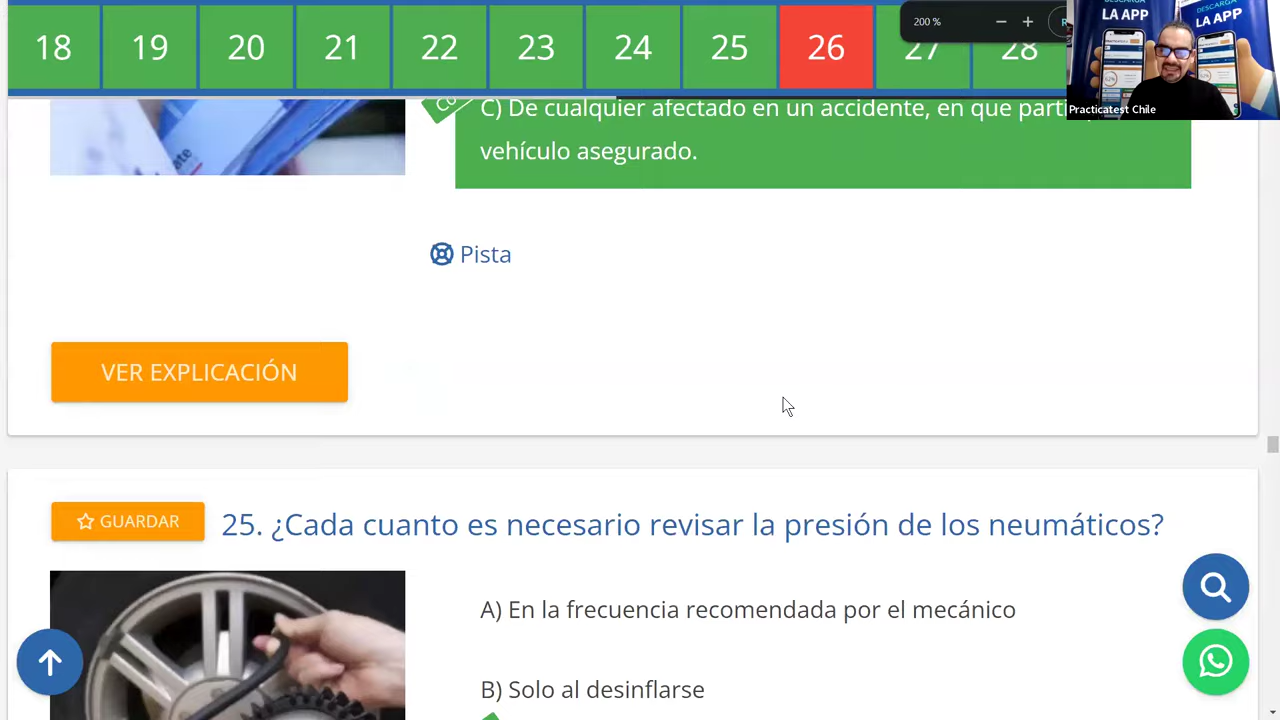 18 19 20 21 22 23 24 25 26 27 28
200 %
DESCARGA
LA APP
LA APP
Practicatest Chile
C) De cualquier afectado en un accidente, en que
vehículo asegurado.
Pista
VER EXPLICACIÓN
GUARDAR
25. ¿Cada cuanto es necesario revisar la presión de los neumáticos?
A) En la frecuencia recomendada por el mecánico
B) Solo al desinflarse